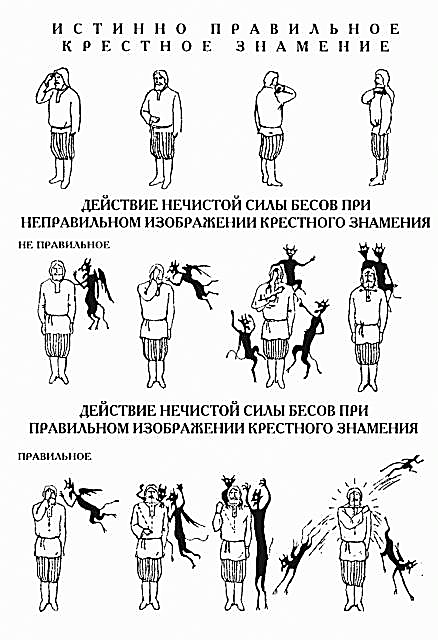 ИСТИННО ПРАВИЛЬНОЕ
КРЕСТНОЕ ЗНАМЕНИЕ
ДЕЙСТВИЕ НЕЧИСТОЙ СИЛЫ БЕСОВ ПРИ
НЕПРАВИЛЬНОМ ИЗОБРАЖЕНИИ КРЕСТНОГО ЗНАМЕНИЯ
НЕ ПРАВИЛЬНОЕ
ДЕЙСТВИЕ НЕЧИСТОЙ СИЛЫ БЕСОВ ПРИ
ПРАВИЛЬНОМ ИЗОБРАЖЕНИИ КРЕСТНОГО ЗНАМЕНИЯ
ПРАВИЛЬНОЕ